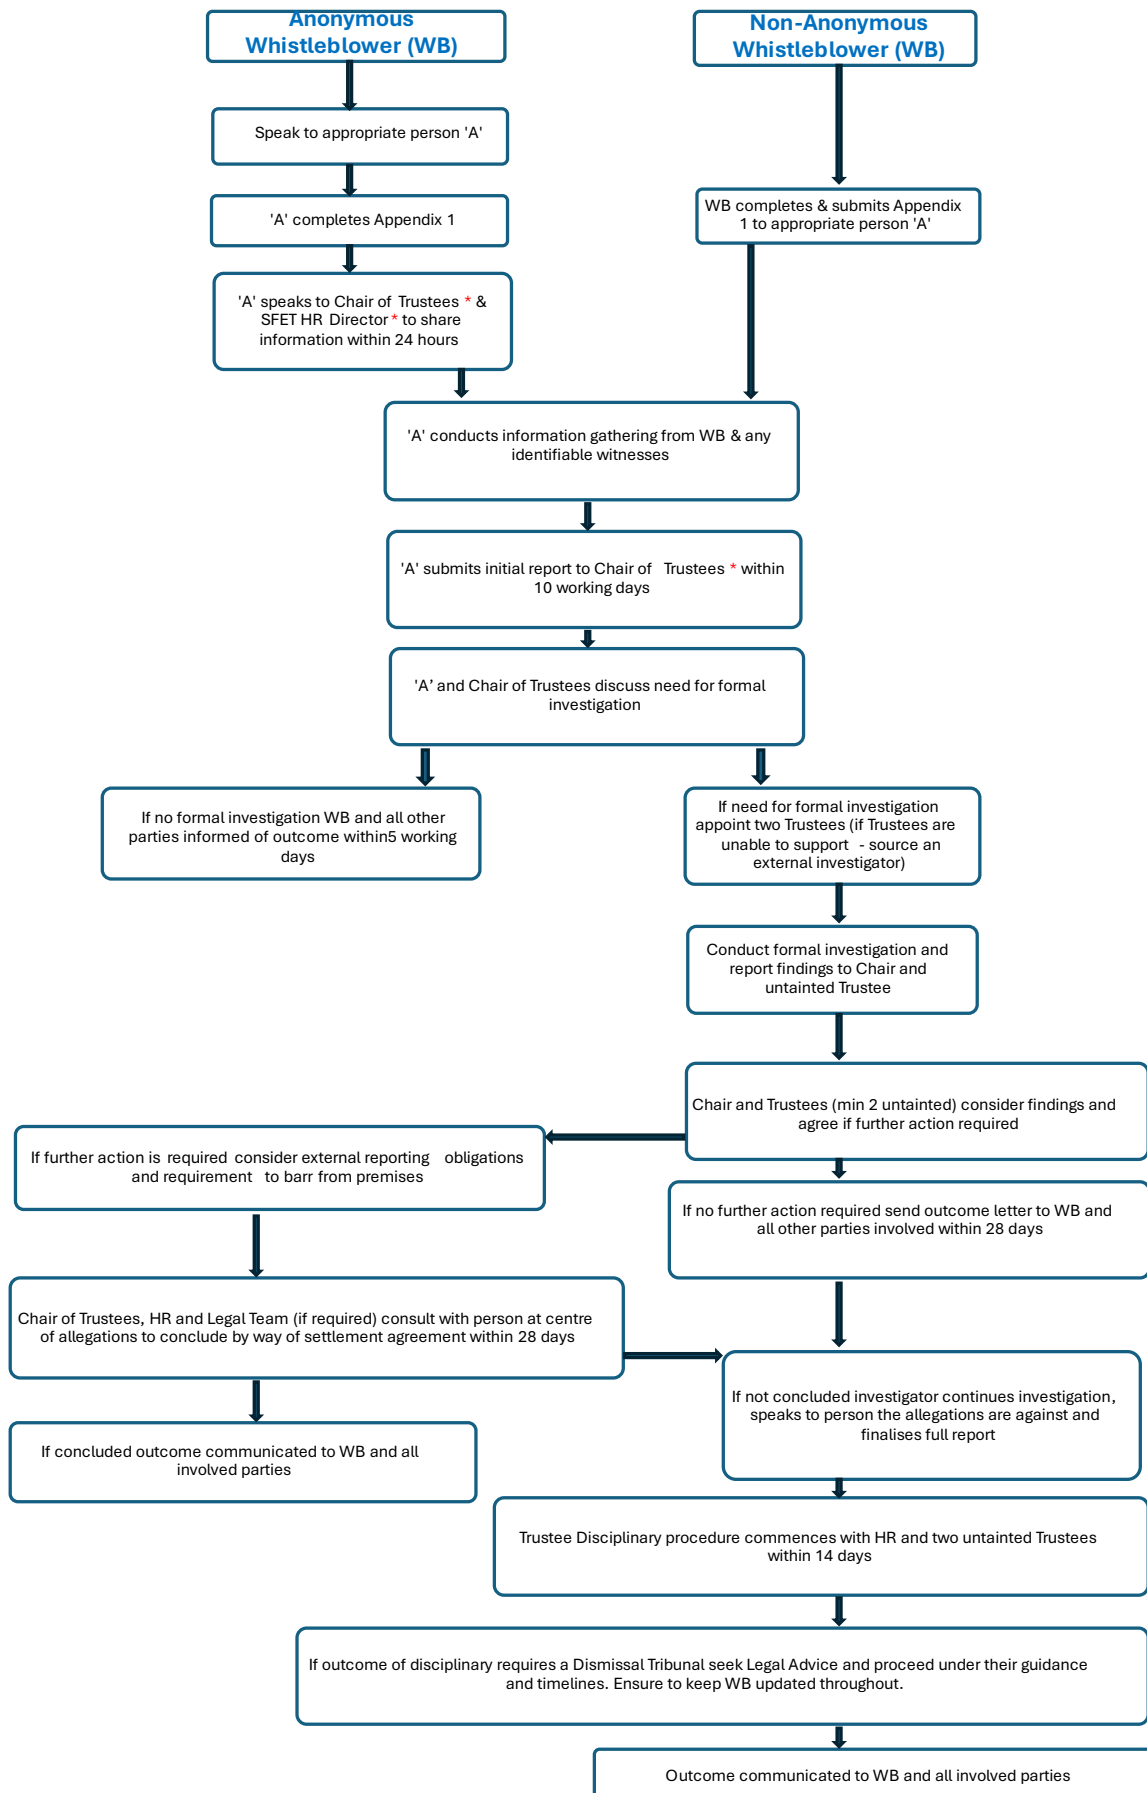 Anonymous
Whistleblower (WB)
Non-Anonymous
Whistleblower (WB)
Speak to appropriate person 'A'
'A' completes Appendix 1
WB completes & submits Appendix
1 to appropriate person 'A'
'A' speaks to Chair of Trustees * &
SFET HR Director * to share
information within 24 hours
'A' conducts information gathering from WB & any
identifiable witnesses
'A' submits initial report to Chair of Trustees * within
10 working days
'A’ and Chair of Trustees discuss need for formal
investigation
If no formal investigation WB and all other
parties informed of outcome within5 working
days
If need for formal investigation
appoint two Trustees (if Trustees are
unable to support - source an
external investigator)
Conduct formal investigation and
report findings to Chair and
untainted Trustee
Chair and Trustees (min 2 untainted) consider findings and
agree if further action required
If further action is required consider external reporting obligations
and requirement to barr from premises
If no further action required send outcome letter to WB and
all other parties involved within 28 days
Chair of Trustees, HR and Legal Team (if required) consult with person at centre
of allegations to conclude by way of settlement agreement within 28 days
If not concluded investigator continues investigation,
speaks to person the allegations are against and
finalises full report
If concluded outcome communicated to WB and all
involved parties
Trustee Disciplinary procedure commences with HR and two untainted Trustees
within 14 days
If outcome of disciplinary requires a Dismissal Tribunal seek Legal Advice and proceed under their guidance
and timelines. Ensure to keep WB updated throughout.
Outcome communicated to WB and all involved parties